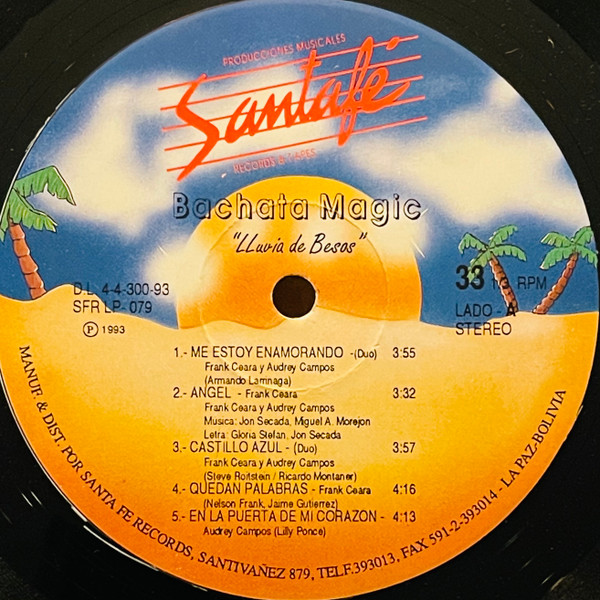 PRODUCCIONES MUSICALES
Santafé
RECORDS & TAPES
Bachata Magic
"LLuvia de Besos"
D.L. 4-4-300-93
SFR LP- 079
Ⓟ 1993
33 1/3 RPM
LADO - A
STEREO
1.- ME ESTOY ENAMORANDO -(Duo) 3:55
Frank Ceara y Audrey Campos
(Armando Larrinaga)
2.- ANGEL - Frank Ceara 3:32
Frank Ceara y Audrey Campos
Musica: Jon Secada, Miguel A. Morejon
Letra: Gloria Stefan, Jon Secada
3.- CASTILLO AZUL - (Duo) 3:57
Frank Ceara y Audrey Campos
(Steve Roitstein / Ricardo Montaner)
4.- QUEDAN PALABRAS - Frank Ceara 4:16
(Nelson Frank, Jaime Gutierrez)
5.- EN LA PUERTA DE MI CORAZON - 4:13
Audrey Campos (Lilly Ponce)
MANUF. & DIST. POR SANTA FE RECORDS, SANTIVAÑEZ 879, TELF.393013, FAX 591-2-393014 - LA PAZ-BOLIVIA